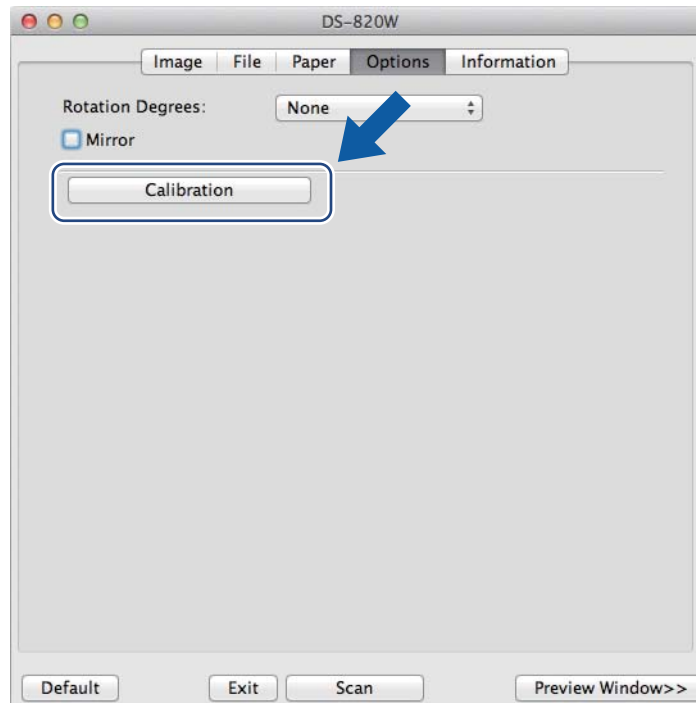 DS-820W
Image File Paper Options Information
Rotation Degrees: None
Mirror
Calibration
Default Exit Scan Preview Window>>